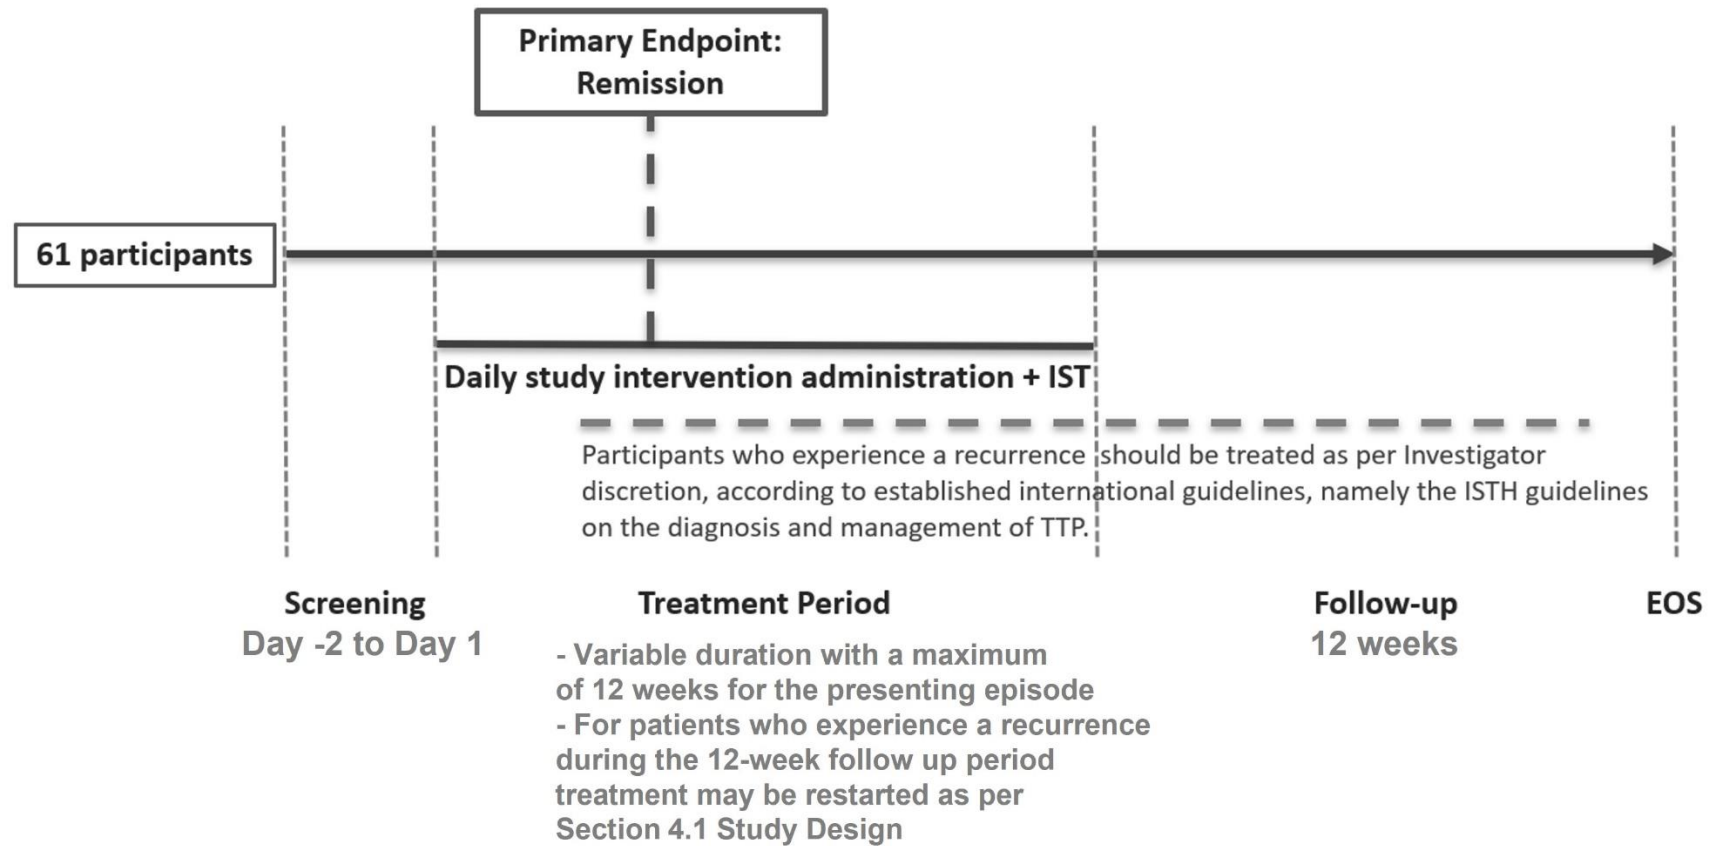 Primary Endpoint:
Remission
61 participants
Daily study intervention administration + IST
Participants who experience a recurrence should be treated as per Investigator
discretion, according to established international guidelines, namely the ISTH guidelines
on the diagnosis and management of TTP.
Screening
Day -2 to Day 1
Treatment Period
- Variable duration with a maximum
of 12 weeks for the presenting episode
- For patients who experience a recurrence
during the 12-week follow up period
treatment may be restarted as per
Section 4.1 Study Design
Follow-up
12 weeks
EOS